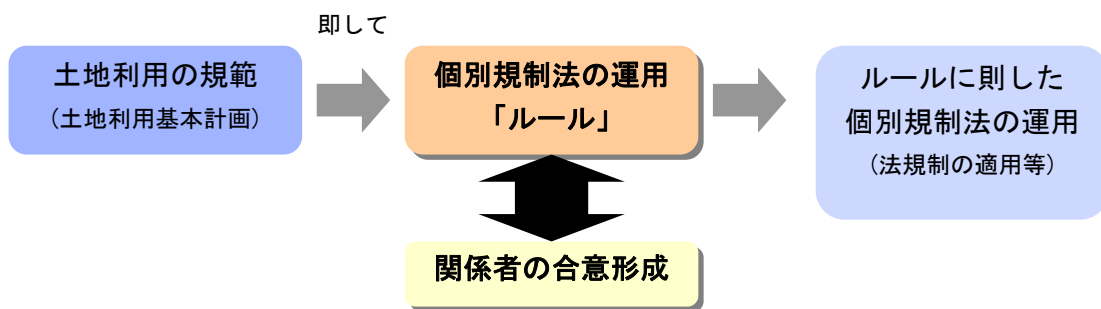 即して
土地利用の規範
（土地利用基本計画）
個別規制法の運用
「ルール」
ルールに則した
個別規制法の運用
（法規制の適用等）
関係者の合意形成